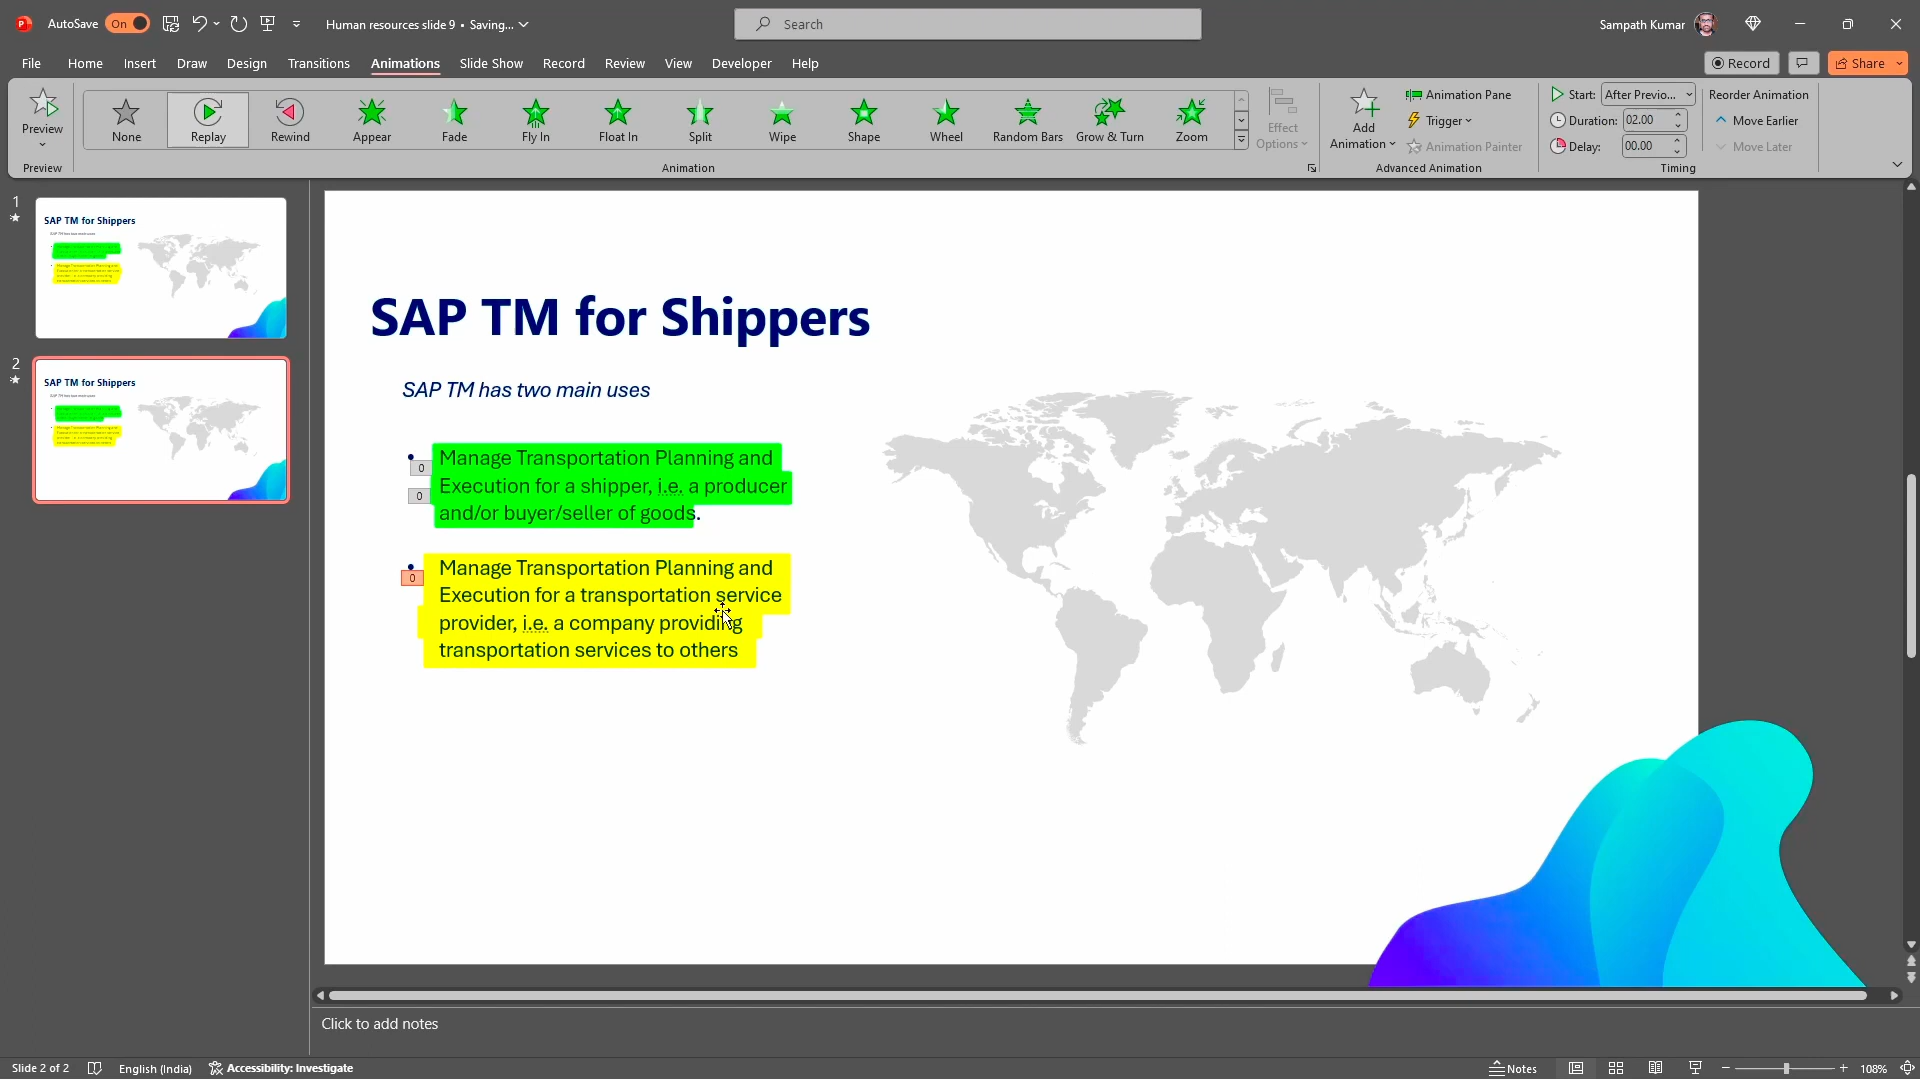 AutoSave On Human resources slide 9 • Saving... Search Sampath Kumar
File Home Insert Draw Design Transitions Animations Slide Show Record Review View Developer Help Record Share
Preview None Replay Rewind Appear Fade Fly In Float In Split Wipe Shape Wheel Random Bars Grow & Turn Zoom Effect Options Add Animation
Animation Pane
Trigger
Animation Painter
Start: After Previo...
Duration: 02.00
Delay: 00.00
Reorder Animation
Move Earlier
Move Later
Preview Animation Advanced Animation Timing
1
SAP TM for Shippers
2
SAP TM for Shippers
SAP TM for Shippers
SAP TM has two main uses
• Manage Transportation Planning and
0
0
Execution for a shipper, i.e. a producer
and/or buyer/seller of goods.
• Manage Transportation Planning and
0
Execution for a transportation service
provider, i.e. a company providing
transportation services to others
Click to add notes
Slide 2 of 2 English (India) Accessibility: Investigate Notes 108%